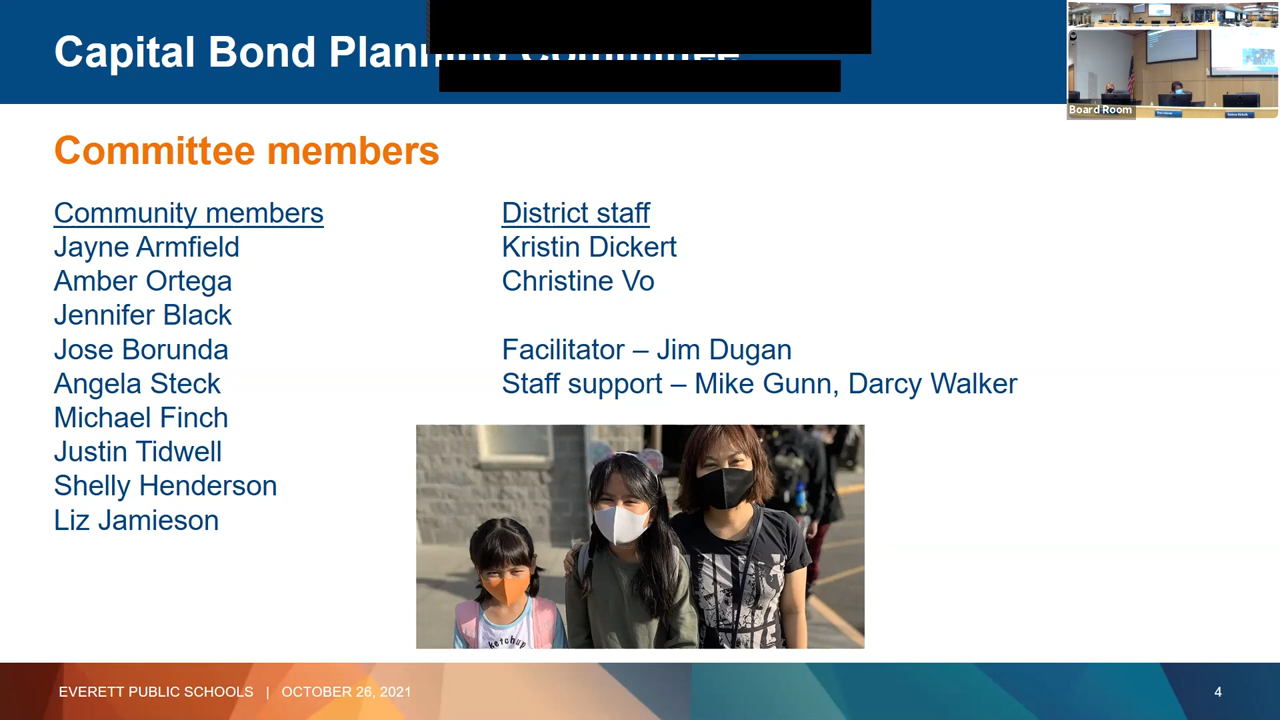 Capital Bond Planning Committee
Board Room
Committee members
Community members
Jayne Armfield
Amber Ortega
Jennifer Black
Jose Borunda
Angela Steck
Michael Finch
Justin Tidwell
Shelly Henderson
Liz Jamieson
District staff
Kristin Dickert
Christine Vo
Facilitator – Jim Dugan
Staff support – Mike Gunn, Darcy Walker
ketchup
EVERETT PUBLIC SCHOOLS | OCTOBER 26, 2021
4